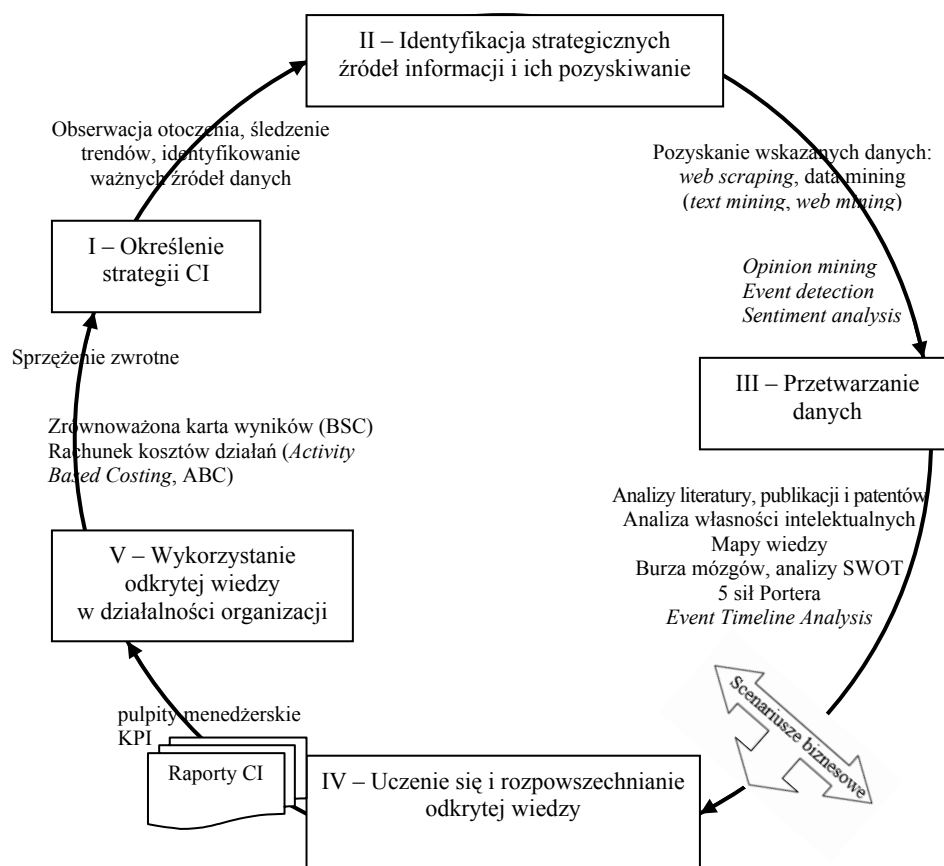 II – Identyfikacja strategicznych
źródeł informacji i ich pozyskiwanie
Obserwacja otoczenia, śledzenie
trendów, identyfikowanie
ważnych źródeł danych
Pozyskanie wskazanych danych:
web scraping, data mining
(text mining, web mining)
I – Określenie
strategii CI
Opinion mining
Event detection
Sentiment analysis
Sprzężenie zwrotne
III – Przetwarzanie
danych
Zrównoważona karta wyników (BSC)
Rachunek kosztów działań (Activity
Based Costing, ABC)
Analizy literatury, publikacji i patentów
Analiza własności intelektualnych
Mapy wiedzy
Burza mózgów, analizy SWOT
5 sił Portera
Event Timeline Analysis
V – Wykorzystanie
odkrytej wiedzy
w działalności organizacji
Scenariusze biznesowe
pulpity menedżerskie
KPI
Raporty CI
IV – Uczenie się i rozpowszechnianie
odkrytej wiedzy